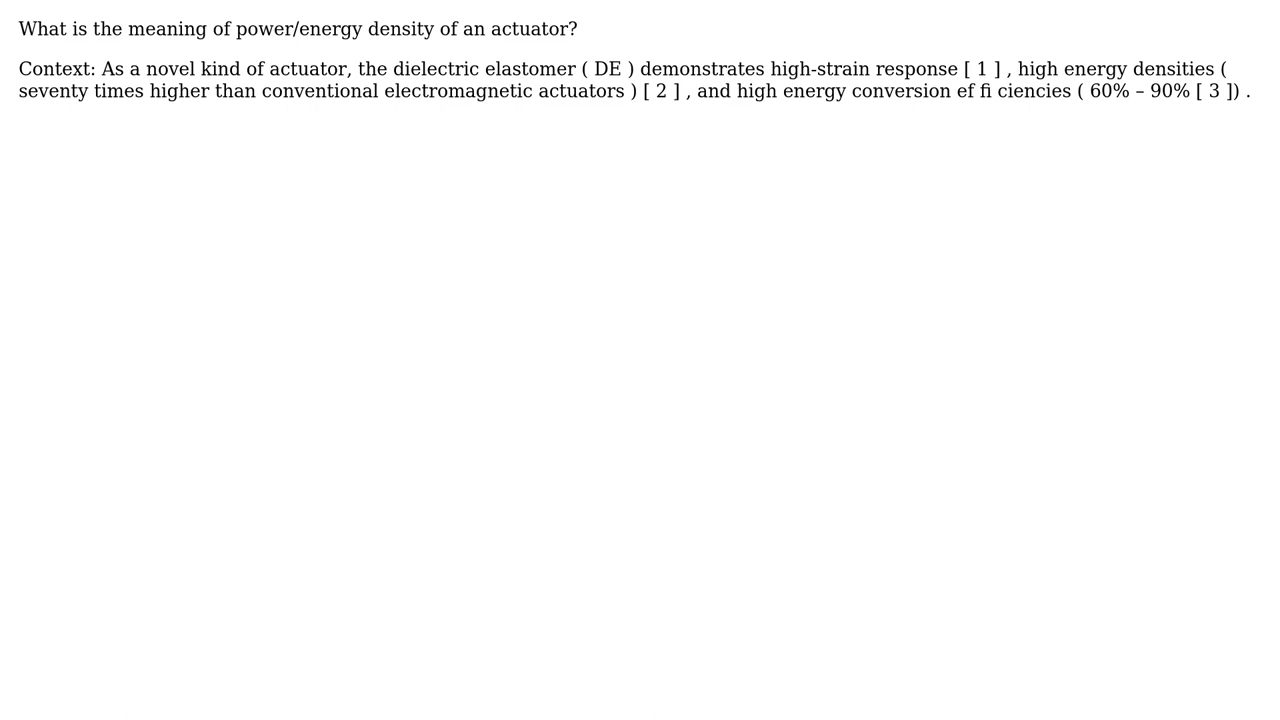 What is the meaning of power/energy density of an actuator?
Context: As a novel kind of actuator, the dielectric elastomer ( DE ) demonstrates high-strain response [ 1 ] , high energy densities (
seventy times higher than conventional electromagnetic actuators ) [ 2 ] , and high energy conversion ef fi ciencies ( 60% – 90% [ 3 ]) .